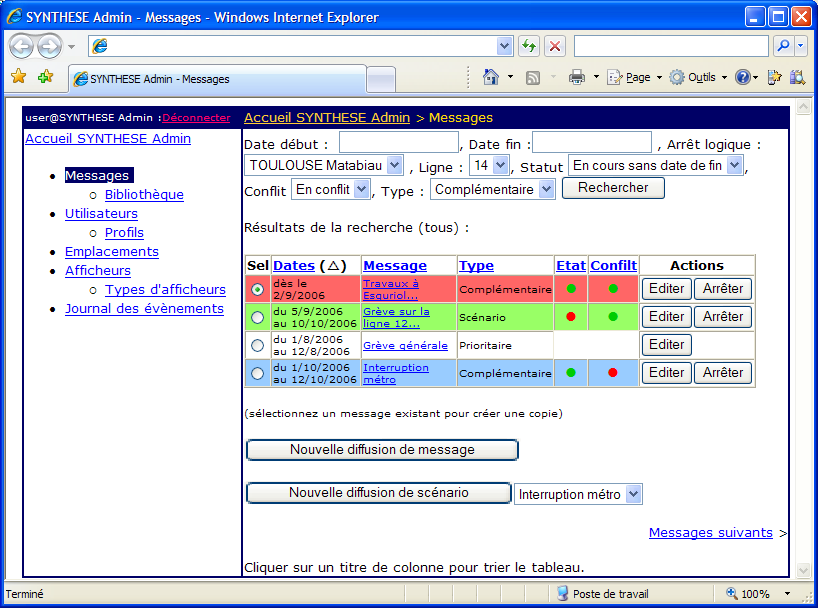 SYNTHESE Admin - Messages - Windows Internet Explorer
SYNTHESE Admin - Messages
Page
Outils
user@SYNTHESE Admin :Déconnecter
Accueil SYNTHESE Admin > Messages
Accueil SYNTHESE Admin
Messages
Bibliothèque
Utilisateurs
Profils
Emplacements
Afficheurs
Types d'afficheurs
Journal des évènements
Date début : , Date fin : , Arrêt logique :
TOULOUSE Matabiau , Ligne : 14 , Statut En cours sans date de fin ,
Conflit En conflit , Type : Complémentaire Rechercher
Résultats de la recherche (tous) :
Sel Dates (△) Message Type Etat Confilt Actions
dès le 2/9/2006 Travaux à Esquriol... Complémentaire Editer Arrêter
du 5/9/2006 au 10/10/2006 Grève sur la ligne 12... Scénario Editer Arrêter
du 1/8/2006 au 12/8/2006 Grève générale Prioritaire Editer
du 1/10/2006 au 12/10/2006 Interruption métro Complémentaire Editer Arrêter
(sélectionnez un message existant pour créer une copie)
Nouvelle diffusion de message
Nouvelle diffusion de scénario Interruption métro
Messages suivants >
Cliquer sur un titre de colonne pour trier le tableau.
Terminé
Poste de travail
100%